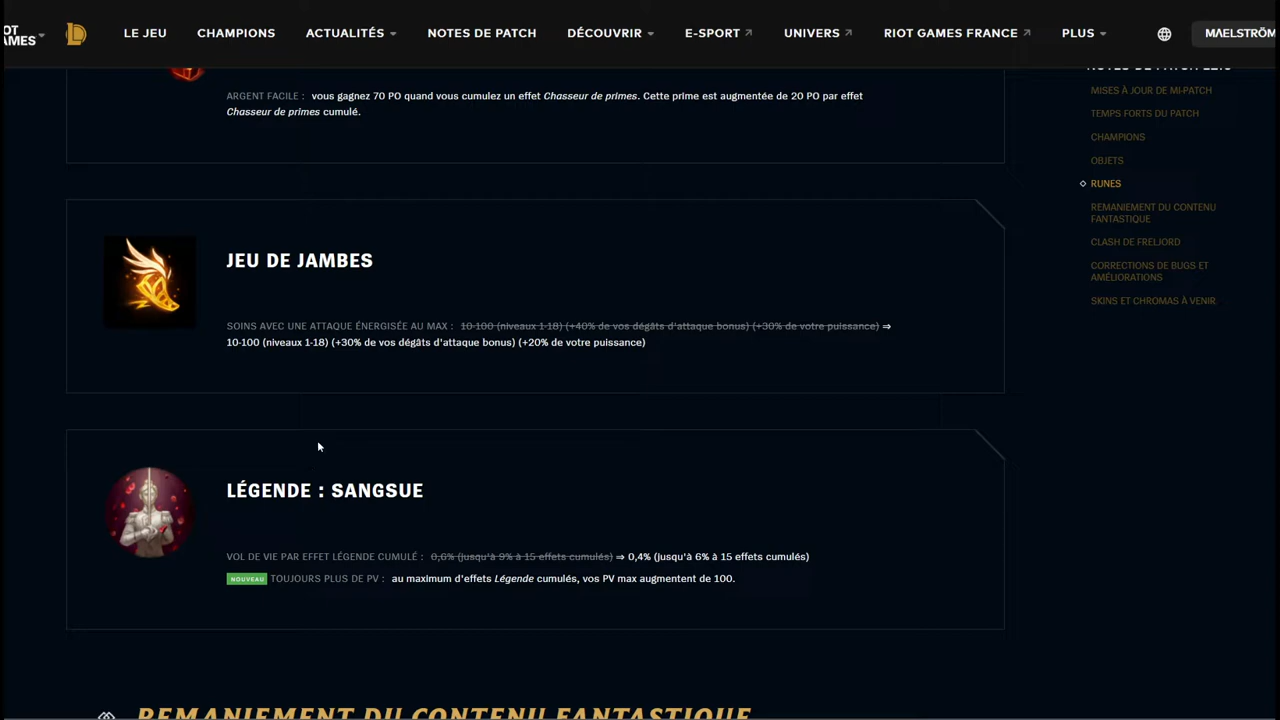 LE JEU CHAMPIONS ACTUALITÉS NOTES DE PATCH DÉCOUVRIR E-SPORT UNIVERS RIOT GAMES FRANCE PLUS
ARGENT FACILE : vous gagnez 70 PO quand vous cumulez un effet Chasseur de primes. Cette prime est augmentée de 20 PO par effet
Chasseur de primes cumulé.
JEU DE JAMBES
SOINS AVEC UNE ATTAQUE ÉNERGISÉE AU MAX : 10-100 (niveaux 1-18) (+40% de vos dégâts d'attaque bonus) (+30% de votre puissance) ⇒
10-100 (niveaux 1-18) (+30% de vos dégâts d'attaque bonus) (+20% de votre puissance)
LÉGENDE : SANGSUE
VOL DE VIE PAR EFFET LÉGENDE CUMULÉ : 0,6% (jusqu'à 9% à 15 effets cumulés) ⇒ 0,4% (jusqu'à 6% à 15 effets cumulés)
NOUVEAU TOUJOURS PLUS DE PV : au maximum d'effets Légende cumulés, vos PV max augmentent de 100.
REMANIEMENT DU CONTENU FANTASTIQUE
MISES À JOUR DE MI-PATCH
TEMPS FORTS DU PATCH
CHAMPIONS
OBJETS
RUNES
REMANIEMENT DU CONTENU
FANTASTIQUE
CLASH DE FRELJORD
CORRECTIONS DE BUGS ET
AMÉLIORATIONS
SKINS ET CHROMAS À VENIR